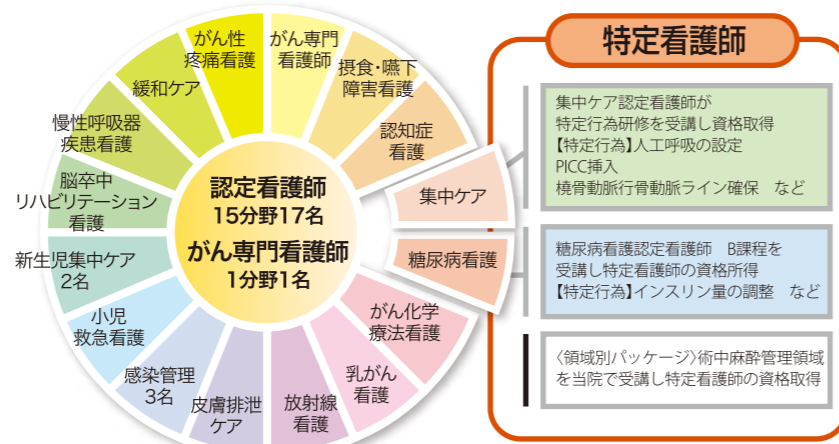 がん専門
看護師
摂食・嚥下
障害看護
認知症
看護
集中ケア
糖尿病看護
がん化学
療法看護
乳がん
看護
放射線
看護
皮膚排泄
ケア
感染管理
3名
小児
救急看護
新生児集中ケア
2名
脳卒中
リハビリテーション
看護
慢性呼吸器
疾患看護
緩和ケア
がん性
疼痛看護
認定看護師
15分野17名
がん専門看護師
1分野1名
特定看護師
集中ケア認定看護師が
特定行為研修を受講し資格取得
【特定行為】人工呼吸の設定
PICC挿入
橈骨動脈行骨動脈ライン確保　など
糖尿病看護認定看護師　B課程を
受講し特定看護師の資格所得
【特定行為】インスリン量の調整　など
〈領域別パッケージ〉術中麻酔管理領域
を当院で受講し特定看護師の資格取得